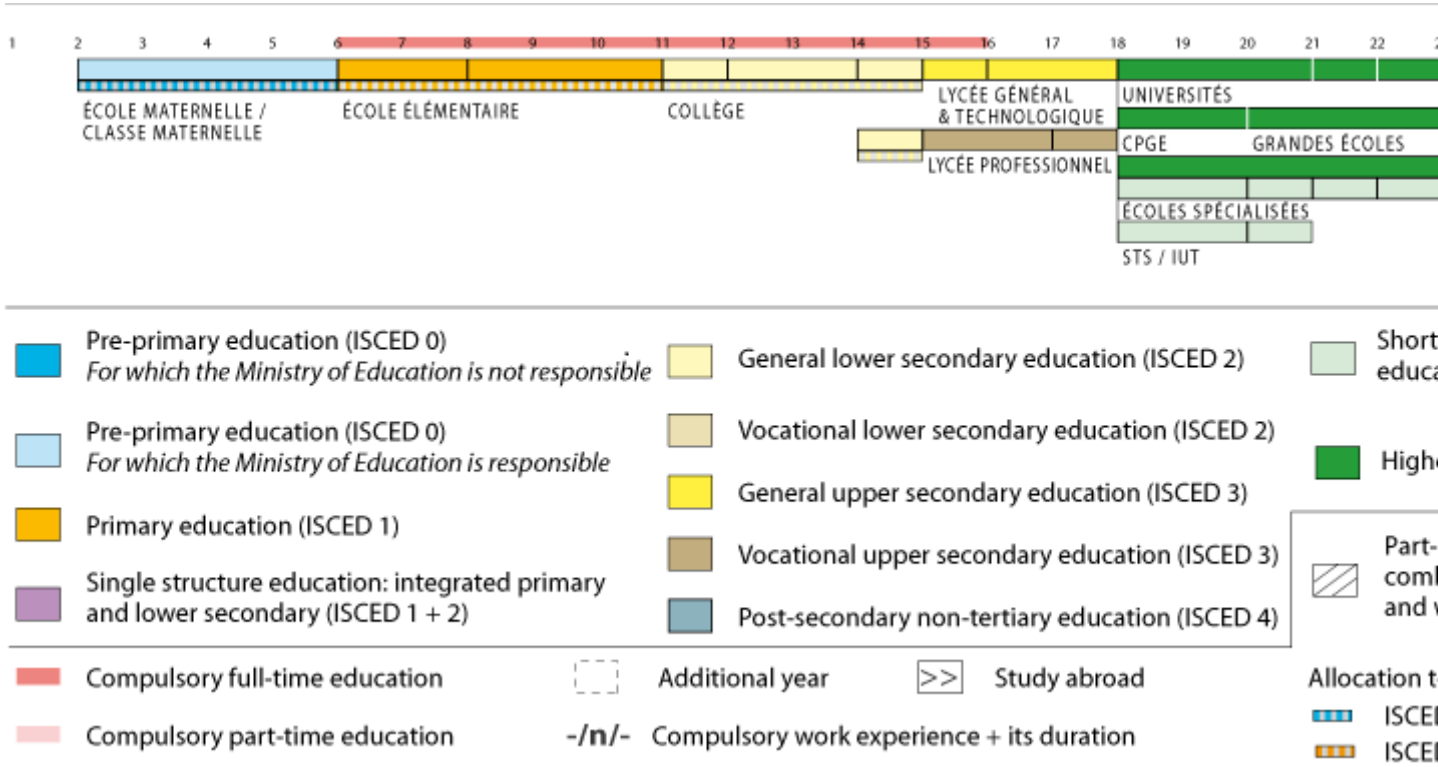 1 2 3 4 5 6 7 8 9 10 11 12 13 14 15 16 17 18 19 20 21 22
ÉCOLE MATERNELLE /
CLASSE MATERNELLE
ÉCOLE ÉLÉMENTAIRE
COLLÈGE
LYCÉE GÉNÉRAL
& TECHNOLOGIQUE
LYCÉE PROFESSIONNEL
UNIVERSITÉS
CPGE GRANDES ÉCOLES
ÉCOLES SPÉCIALISÉES
STS / IUT
Pre-primary education (ISCED 0)
For which the Ministry of Education is not responsible
Pre-primary education (ISCED 0)
For which the Ministry of Education is responsible
Primary education (ISCED 1)
Single structure education: integrated primary
and lower secondary (ISCED 1 + 2)
General lower secondary education (ISCED 2)
Vocational lower secondary education (ISCED 2)
General upper secondary education (ISCED 3)
Vocational upper secondary education (ISCED 3)
Post-secondary non-tertiary education (ISCED 4)
Short
Part-
and
Compulsory full-time education
Compulsory part-time education
Additional year
-/n/- Compulsory work experience + its duration
>> Study abroad
Allocation